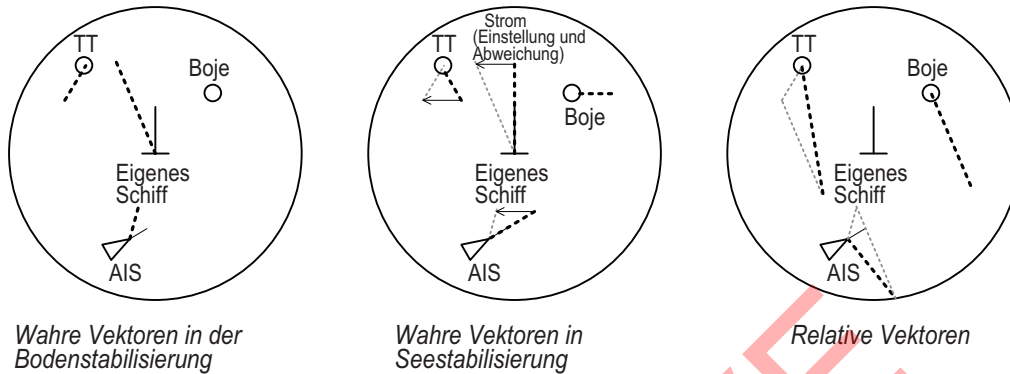 TT
Boje
Eigenes
Schiff
AIS
Wahre Vektoren in der
Bodenstabilisierung
Strom
(Einstellung und
Abweichung)
TT
Boje
Eigenes
Schiff
AIS
Wahre Vektoren in
Seestabilisierung
TT
Boje
Eigenes
Schiff
AIS
Relative Vektoren